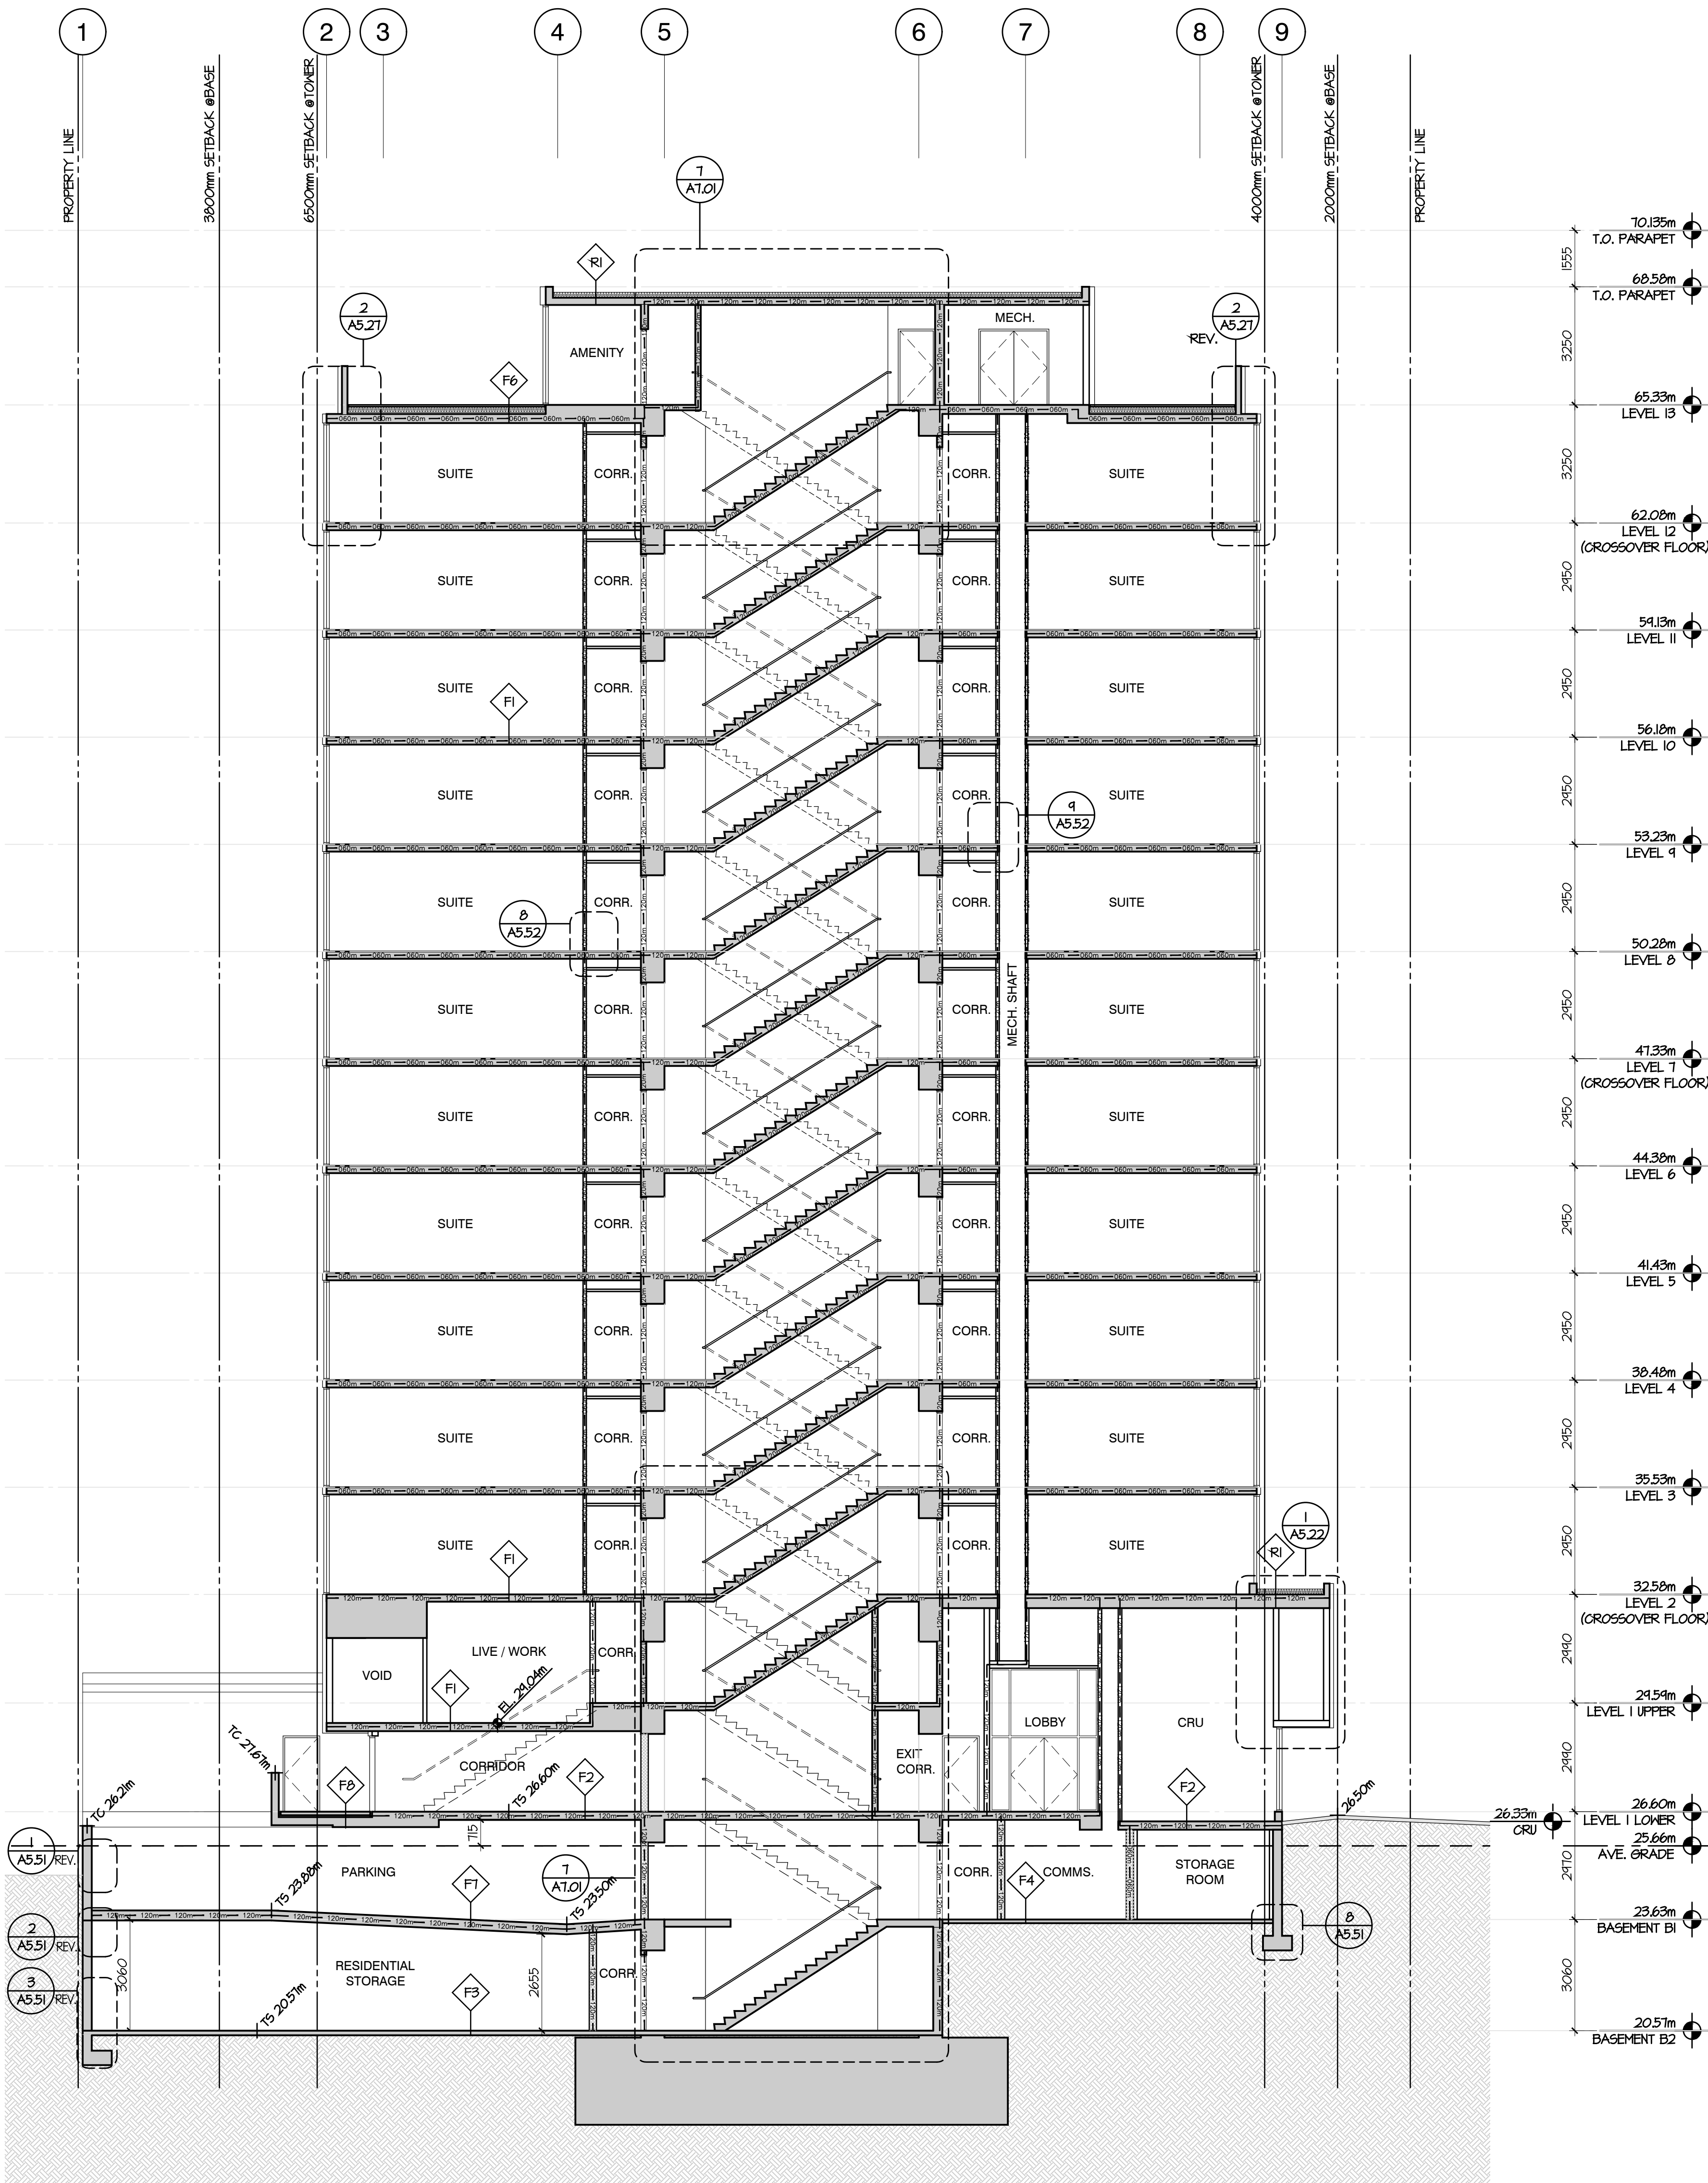 1 2 3 4 5 6 7 8 9
PROPERTY LINE
3800mm SETBACK @BASE
6500mm SETBACK @TOWER
4000mm SETBACK @TOWER
2000mm SETBACK @BASE
PROPERTY LINE
7
A7.01
70.135m
T.O. PARAPET
1555
R1
68.58m
T.O. PARAPET
2
A5.27
2
A5.27
REV.
MECH.
AMENITY
3250
F6
65.33m
LEVEL 13
SUITE CORR. CORR. SUITE
3250
62.08m
LEVEL 12
(CROSSOVER FLOOR)
SUITE CORR. CORR. SUITE
2950
59.13m
LEVEL 11
SUITE CORR. CORR. SUITE
F1
2950
56.18m
LEVEL 10
SUITE CORR. CORR. SUITE
2950
9
A5.52
53.23m
LEVEL 9
SUITE CORR. CORR. SUITE
2950
8
A5.52
50.28m
LEVEL 8
MECH. SHAFT
SUITE CORR. CORR. SUITE
2950
47.33m
LEVEL 7
(CROSSOVER FLOOR)
SUITE CORR. CORR. SUITE
2950
44.38m
LEVEL 6
SUITE CORR. CORR. SUITE
2950
41.43m
LEVEL 5
SUITE CORR. CORR. SUITE
2950
38.48m
LEVEL 4
SUITE CORR. CORR. SUITE
2950
35.53m
LEVEL 3
1
A5.22
R1
SUITE CORR. CORR. SUITE
F1
2950
32.58m
LEVEL 2
(CROSSOVER FLOOR)
120m 120m 120m 120m
LIVE / WORK
CORR.
VOID
F1
EL. 29.04m
2990
29.59m
LEVEL 1 UPPER
LOBBY
CRU
TC 27.67m
CORRIDOR
EXIT
CORR.
F8
F2
TS 26.60m
F2
2990
26.50m
TC 26.21m
26.60m
LEVEL 1 LOWER
26.33m
CRU
715
25.66m
AVE. GRADE
1
A5.51
REV.
PARKING
7
A7.01
CORR.
COMMS.
STORAGE
ROOM
TS 23.88m
F7
TS 23.50m
F4
2970
8
A5.51
23.63m
BASEMENT B1
2
A5.51
REV.
RESIDENTIAL
STORAGE
CORR.
3060
2655
3060
3
A5.51
REV.
TS 20.57m
F3
20.57m
BASEMENT B2